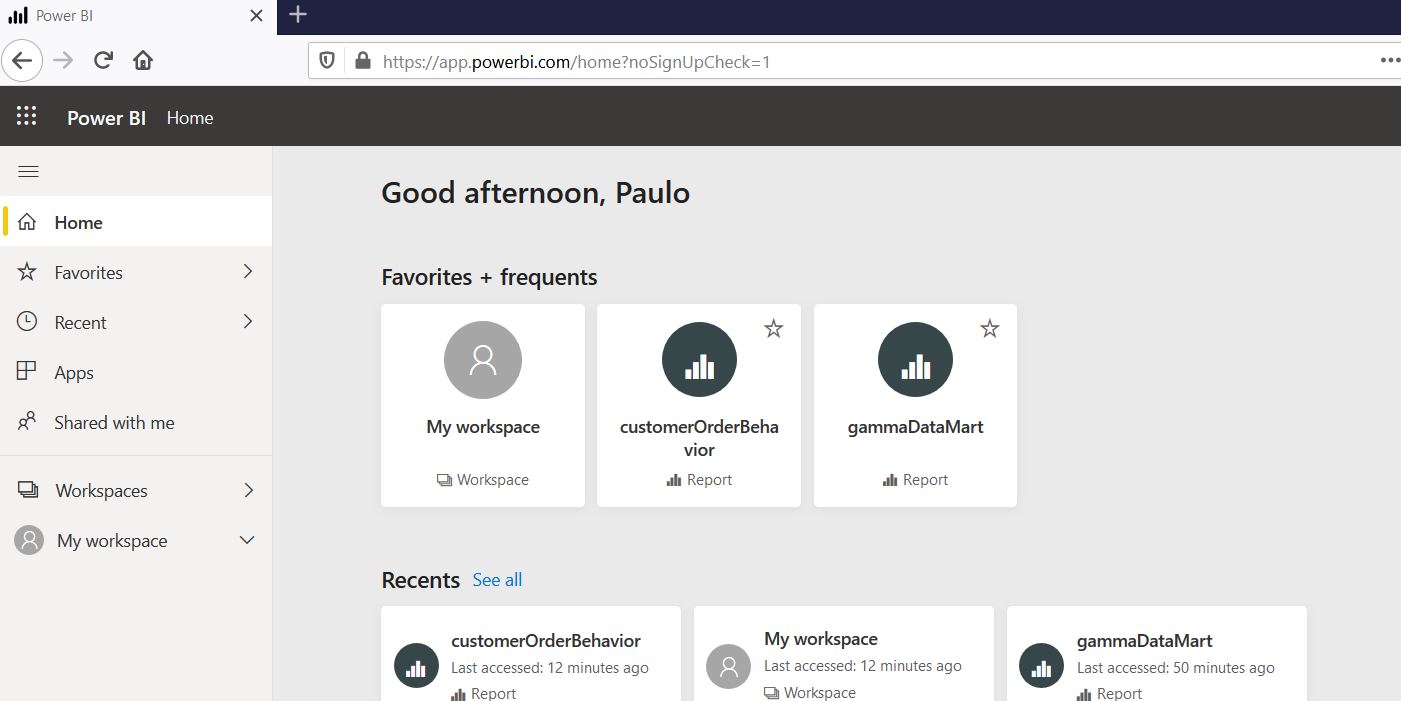 Power BI
https://app.powerbi.com/home?noSignUpCheck=1
Power BI Home
Home
Favorites
Recent
Apps
Shared with me
Workspaces
My workspace
Good afternoon, Paulo
Favorites + frequents
My workspace
Workspace
customerOrderBeha
vior
Report
gammaDataMart
Report
Recents See all
customerOrderBehavior
Last accessed: 12 minutes ago
Report
My workspace
Last accessed: 12 minutes ago
Workspace
gammaDataMart
Last accessed: 50 minutes ago
Report